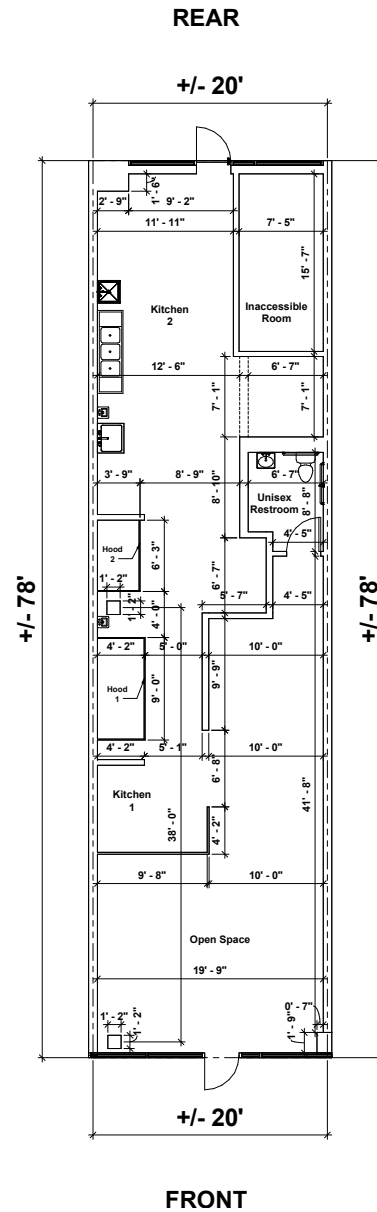 REAR
+/- 20'
1' - 6"
2' - 9"
9' - 2"
11' - 11"
7' - 5"
15' - 7"
Kitchen
2
Inaccessible
Room
12' - 6"
6' - 7"
7' - 1"
7' - 1"
3' - 9"
8' - 9"
6' - 7"
8' - 10"
8' - 8"
Unisex
Restroom
4' - 5"
Hood
2
6' - 3"
6' - 7"
1' - 2"
1' - 2"
5' - 7"
4' - 5"
4' - 0"
+/- 78'
+/- 78'
4' - 2"
5' - 0"
10' - 0"
9' - 9"
Hood
1
9' - 0"
4' - 2"
5' - 1"
10' - 0"
6' - 8"
Kitchen
1
38' - 0"
4' - 2"
41' - 8"
9' - 8"
10' - 0"
Open Space
19' - 9"
1' - 2"
1' - 2"
0' - 7"
1' - 9"
+/- 20'
FRONT